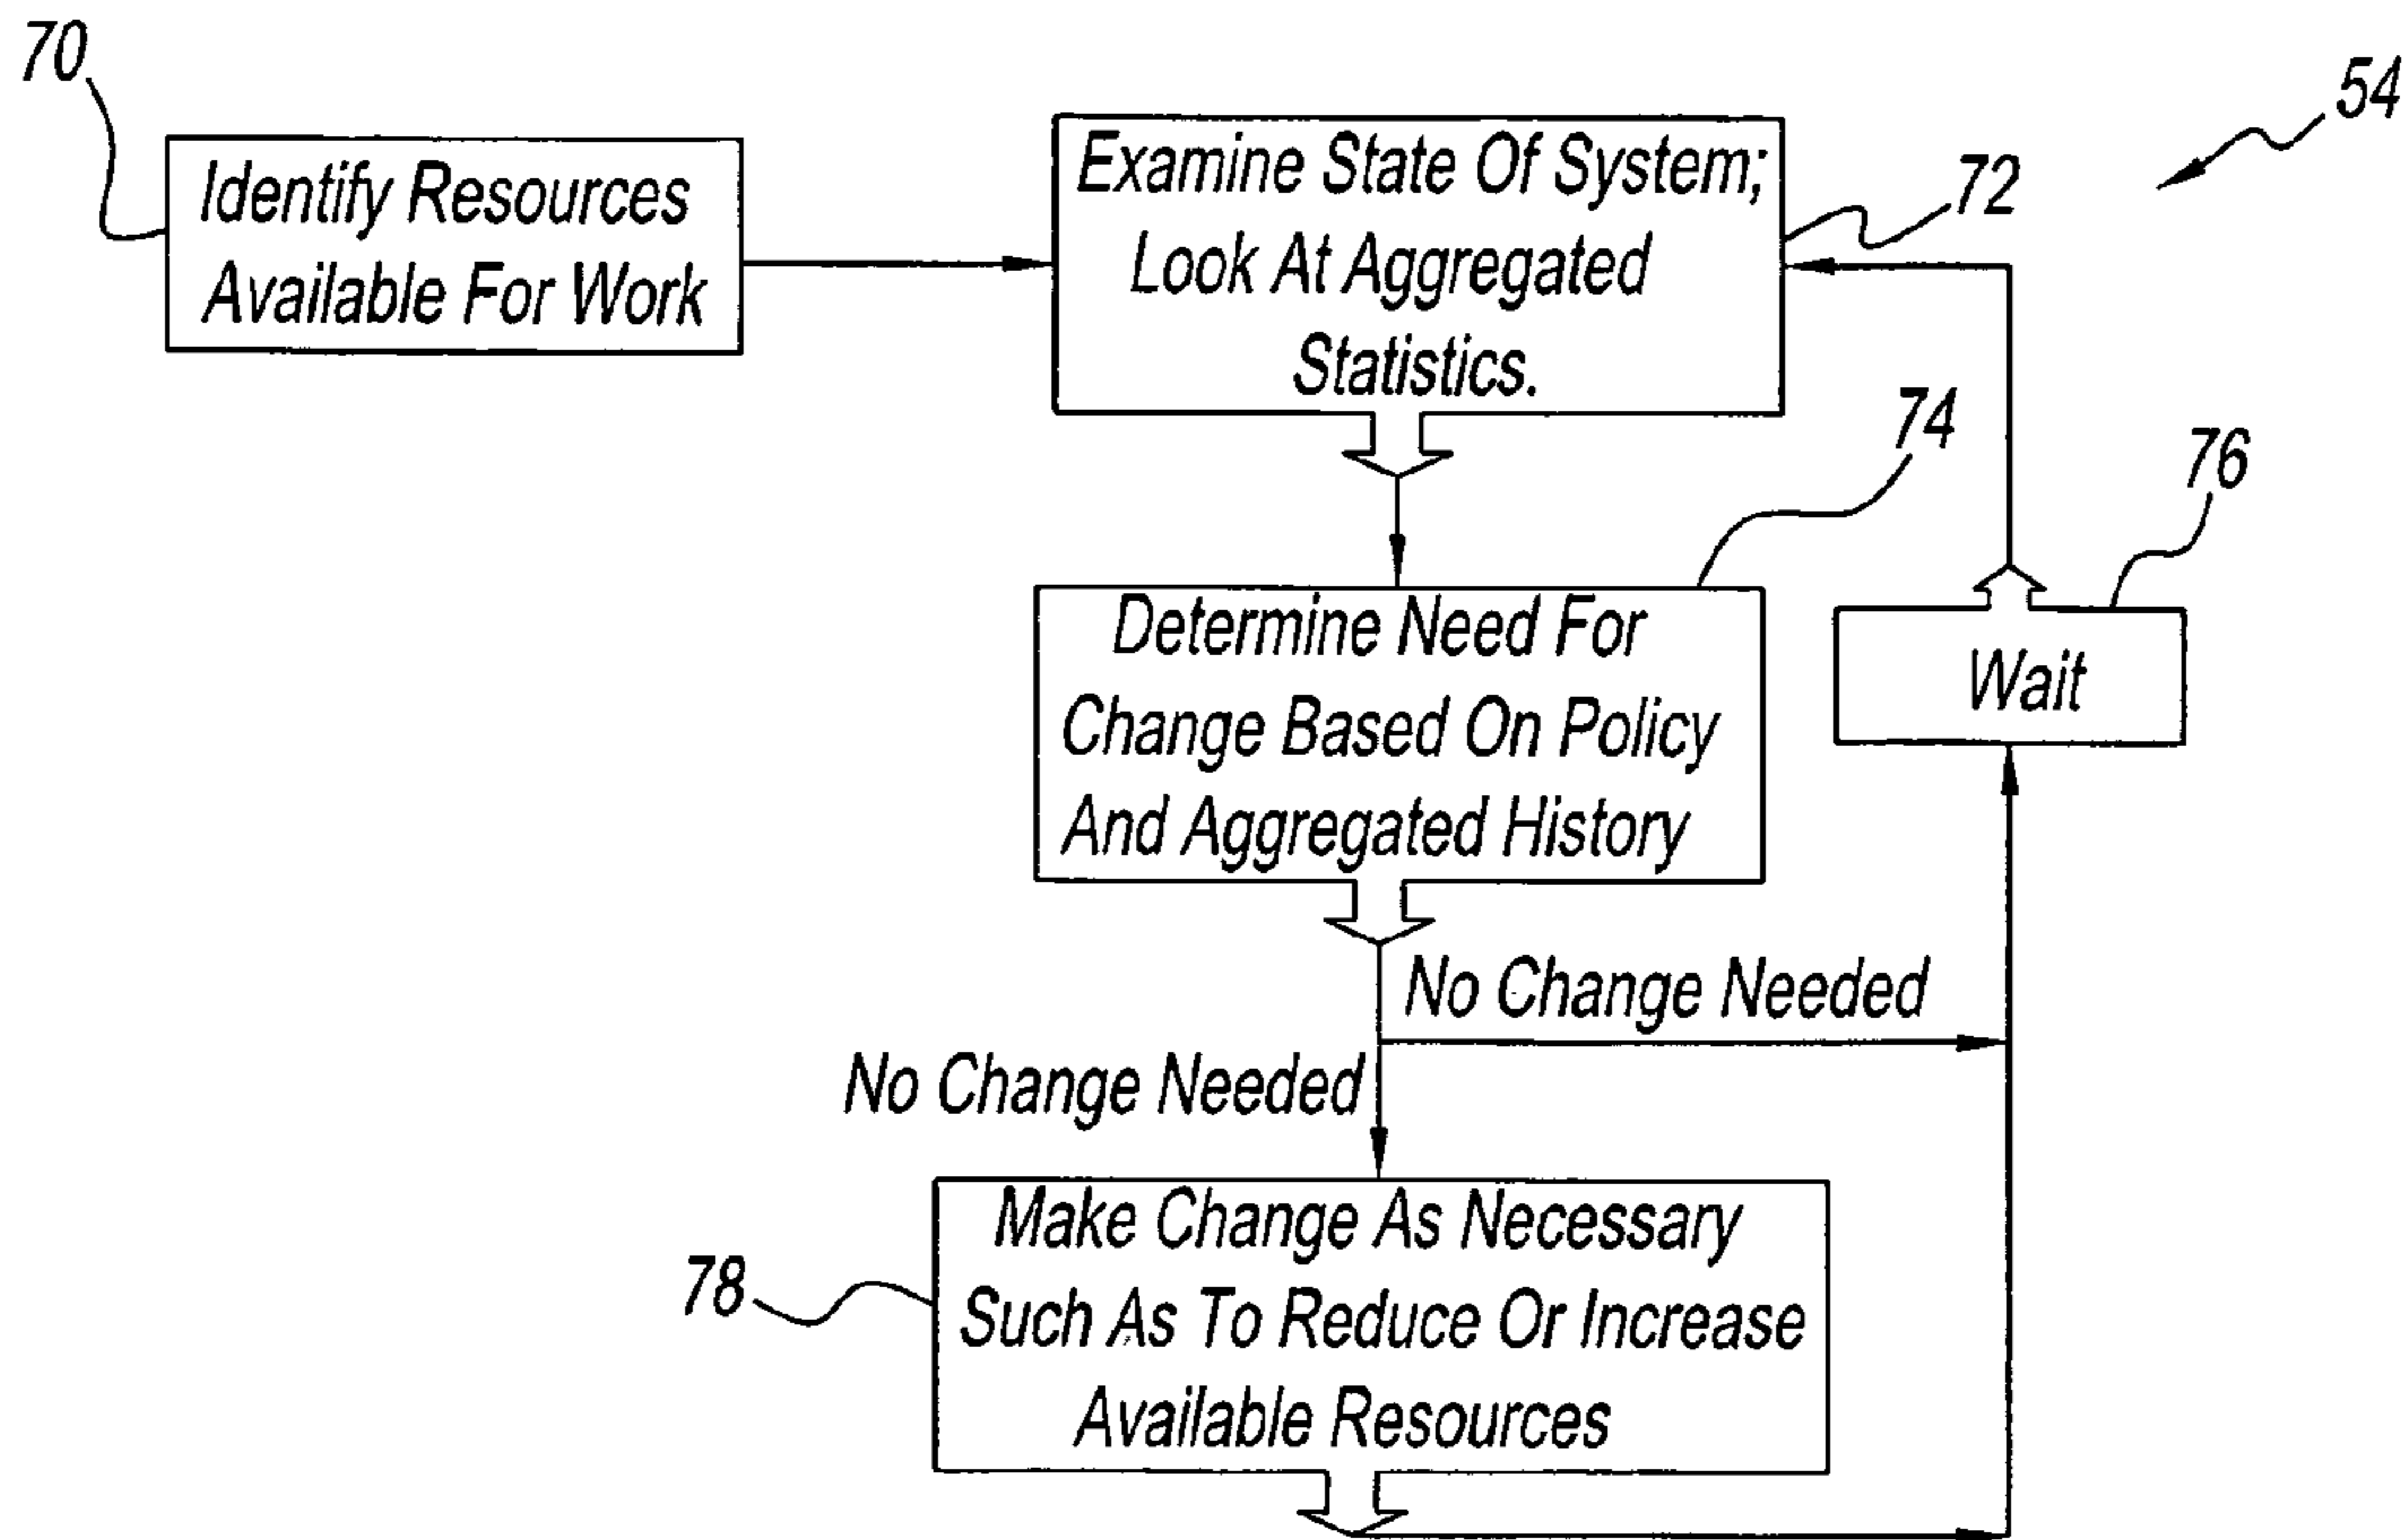 70
54
Identify Resources
Available For Work
Examine State Of System;
Look At Aggregated
Statistics.
72
74
76
Determine Need For
Change Based On Policy
And Aggregated History
Wait
No Change Needed
No Change Needed
78
Make Change As Necessary
Such As To Reduce Or Increase
Available Resources